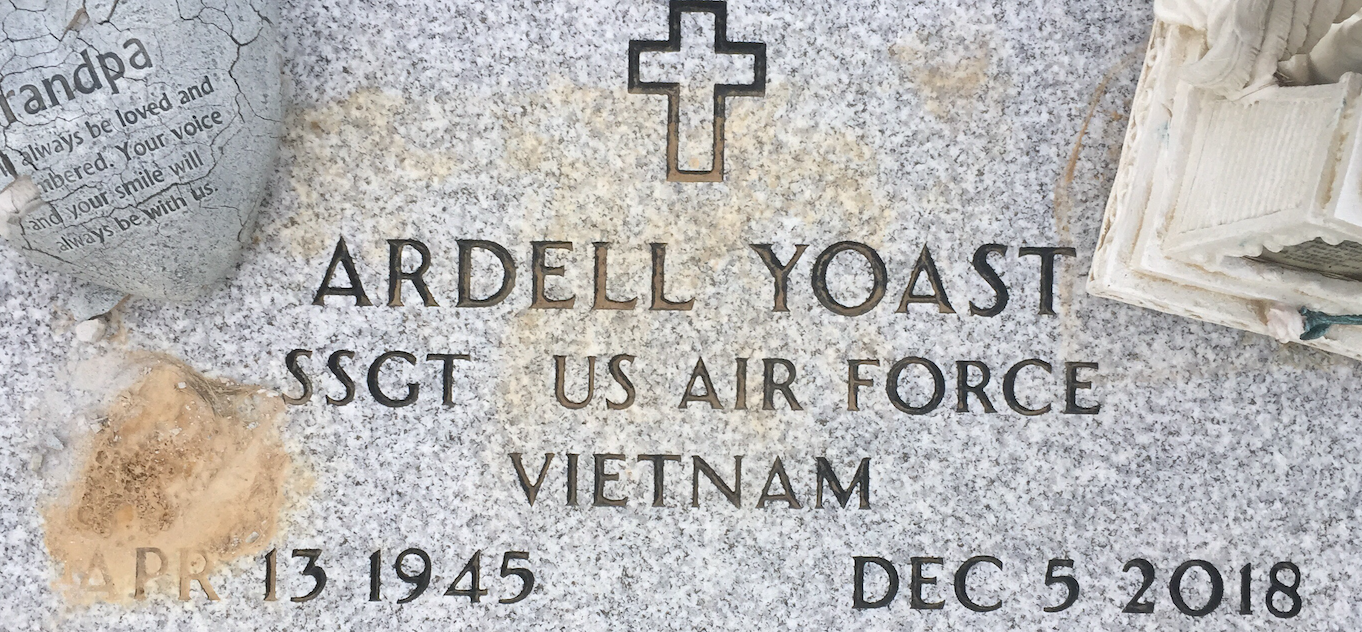 randpa
always be loved and
mbered. Your voice
and your smile will
always be with us.
ARDELL YOAST
SSGT US AIR FORCE
VIETNAM
APR 13 1945 DEC 5 2018